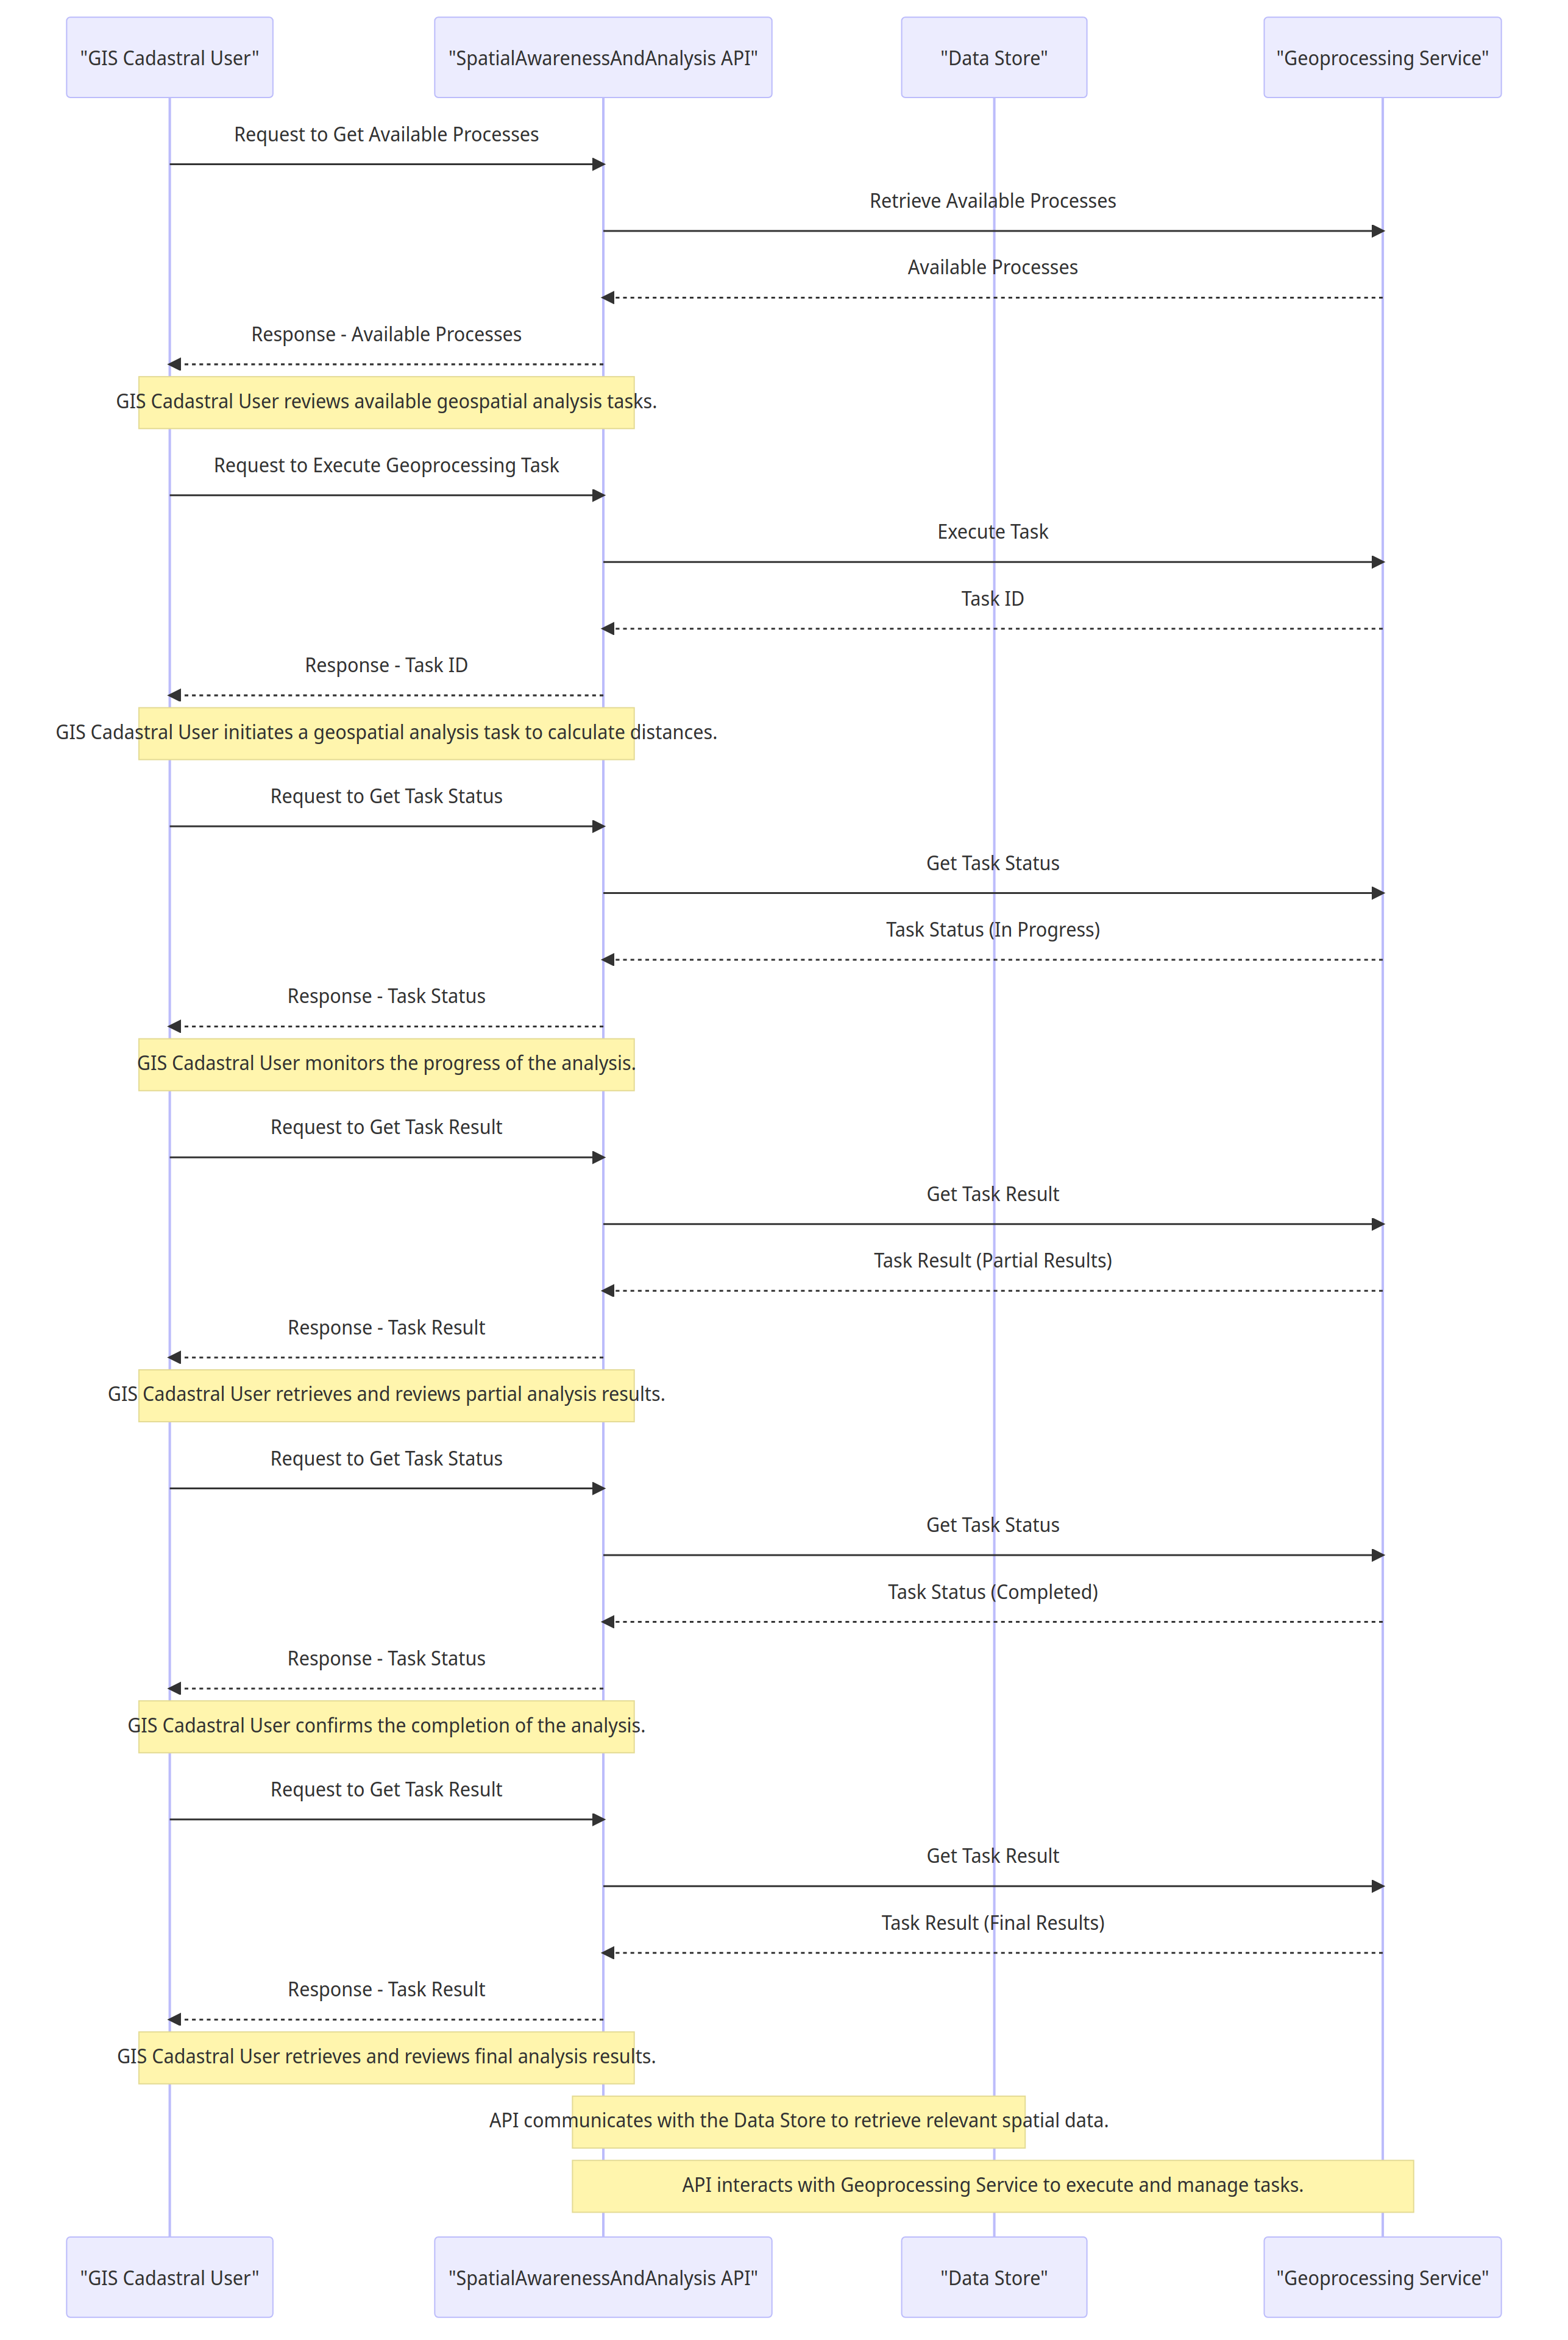 "GIS Cadastral User"
"SpatialAwarenessAndAnalysis API"
"Data Store"
"Geoprocessing Service"
Request to Get Available Processes
Retrieve Available Processes
Available Processes
Response - Available Processes
GIS Cadastral User reviews available geospatial analysis tasks.
Request to Execute Geoprocessing Task
Execute Task
Task ID
Response - Task ID
GIS Cadastral User initiates a geospatial analysis task to calculate distances.
Request to Get Task Status
Get Task Status
Task Status (In Progress)
Response - Task Status
GIS Cadastral User monitors the progress of the analysis.
Request to Get Task Result
Get Task Result
Task Result (Partial Results)
Response - Task Result
GIS Cadastral User retrieves and reviews partial analysis results.
Request to Get Task Status
Get Task Status
Task Status (Completed)
Response - Task Status
GIS Cadastral User confirms the completion of the analysis.
Request to Get Task Result
Get Task Result
Task Result (Final Results)
Response - Task Result
GIS Cadastral User retrieves and reviews final analysis results.
API communicates with the Data Store to retrieve relevant spatial data.
API interacts with Geoprocessing Service to execute and manage tasks.
"GIS Cadastral User"
"SpatialAwarenessAndAnalysis API"
"Data Store"
"Geoprocessing Service"